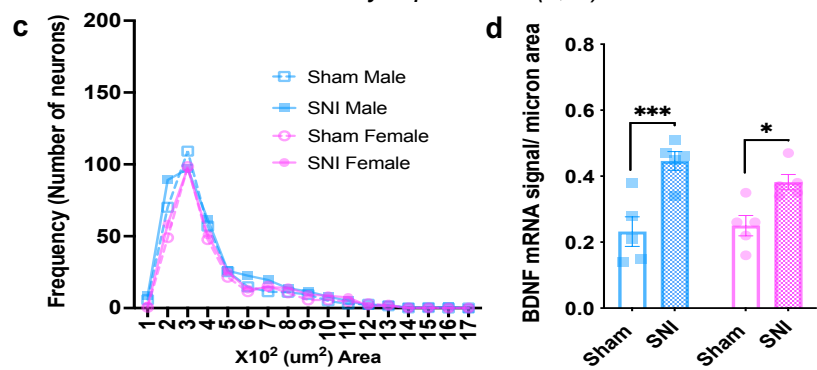 c
Frequency (Number of neurons)
200
150
100
50
0
Sham Male
SNI Male
Sham Female
SNI Female
1 2 3 4 5 6 7 8 9 10 11 12 13 14 15 16 17
X10² (um²) Area
d
BDNF mRNA signal/ micron area
0.8
0.6
0.4
0.2
0.0
*** *
Sham SNI Sham SNI